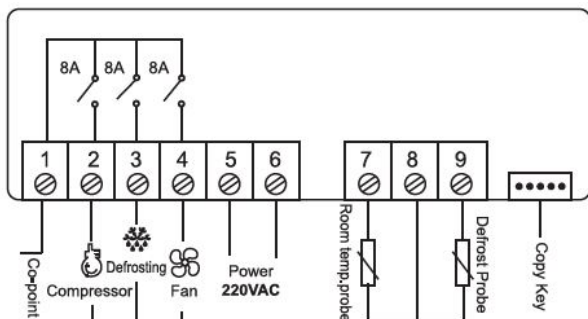 8A 8A 8A
1 2 3 4 5 6 7 8 9
Co-point
Compressor
Defrosting
Fan
Power
220VAC
Room temp.probe
Defrost Probe
Copy Key